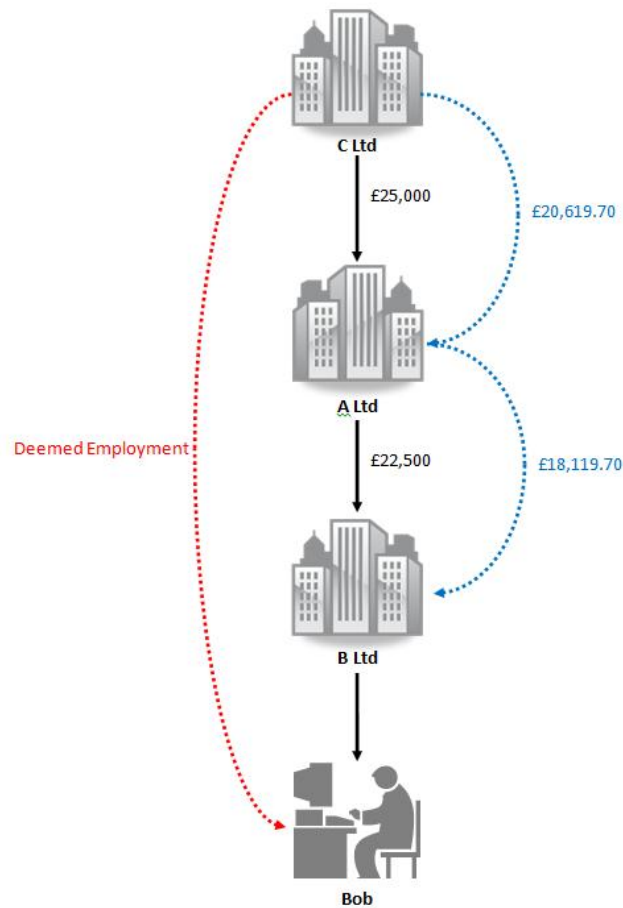 C Ltd
£25,000
£20,619.70
A Ltd
Deemed Employment
£22,500
£18,119.70
B Ltd
Bob